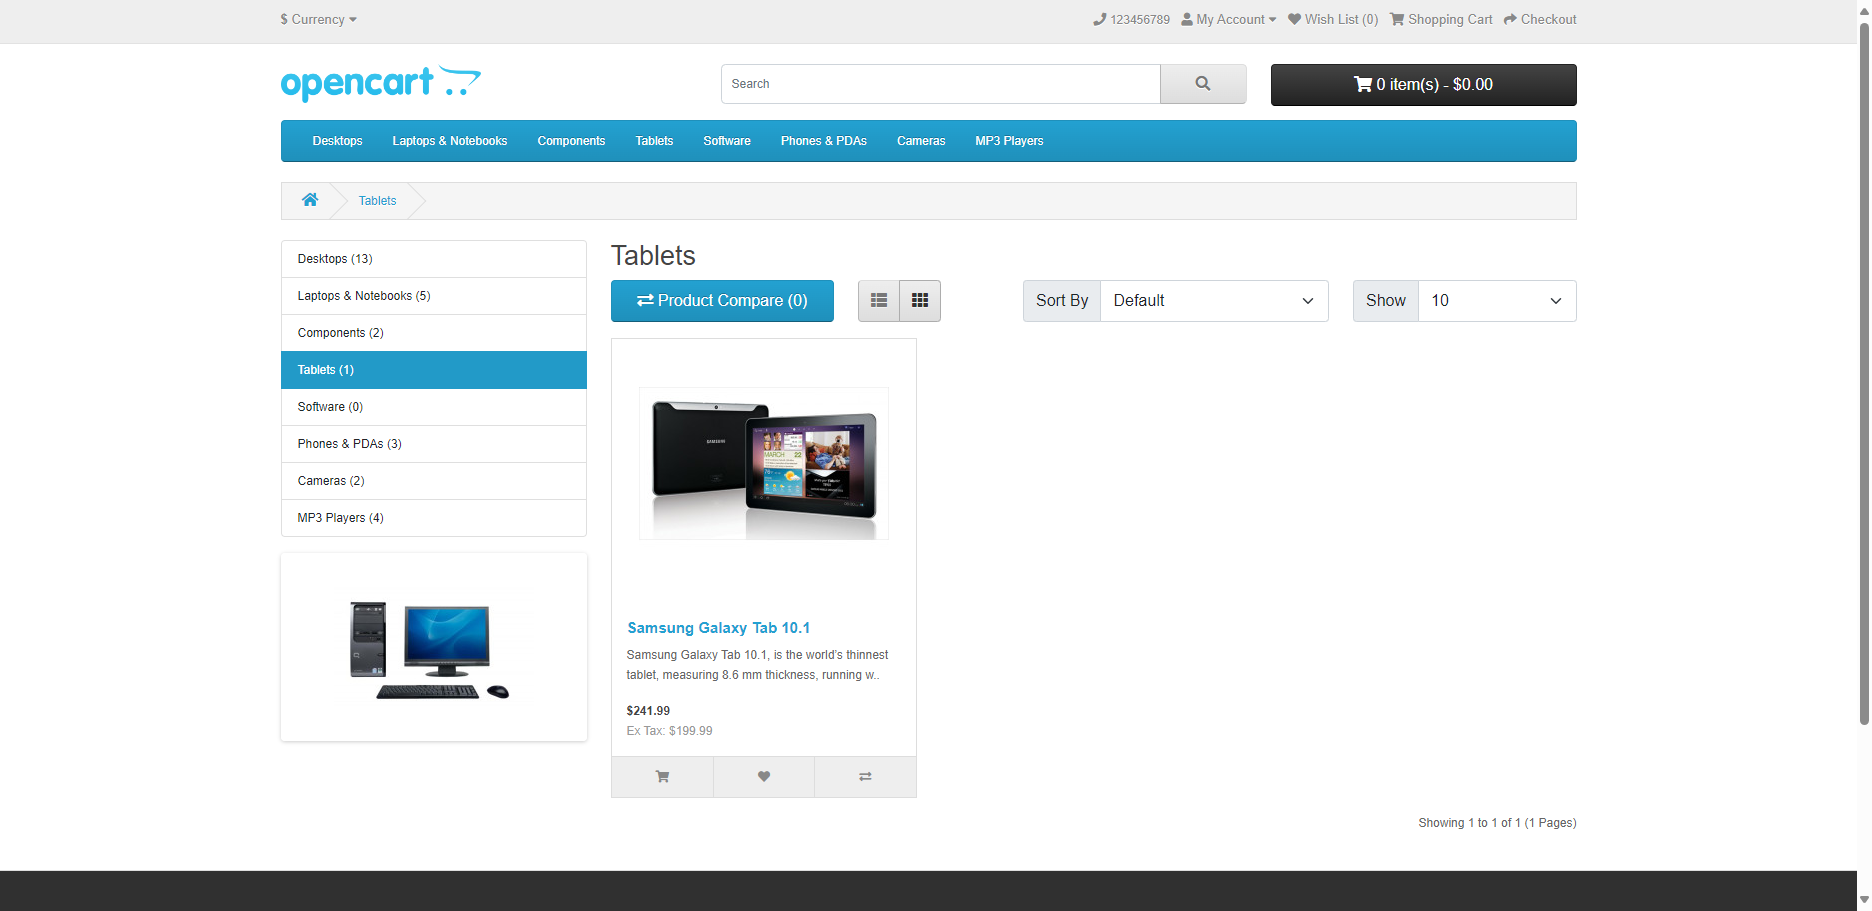 $ Currency
123456789 My Account Wish List (0) Shopping Cart Checkout
opencart
Search
0 item(s) - $0.00
Desktops Laptops & Notebooks Components Tablets Software Phones & PDAs Cameras MP3 Players
Tablets
Desktops (13)
Laptops & Notebooks (5)
Components (2)
Tablets (1)
Software (0)
Phones & PDAs (3)
Cameras (2)
MP3 Players (4)
Tablets
Product Compare (0)
Sort By Default
Show 10
SAMSUNG
MARCH 22
Samsung Galaxy Tab 10.1
Samsung Galaxy Tab 10.1, is the world's thinnest
tablet, measuring 8.6 mm thickness, running w..
$241.99
Ex Tax: $199.99
Showing 1 to 1 of 1 (1 Pages)